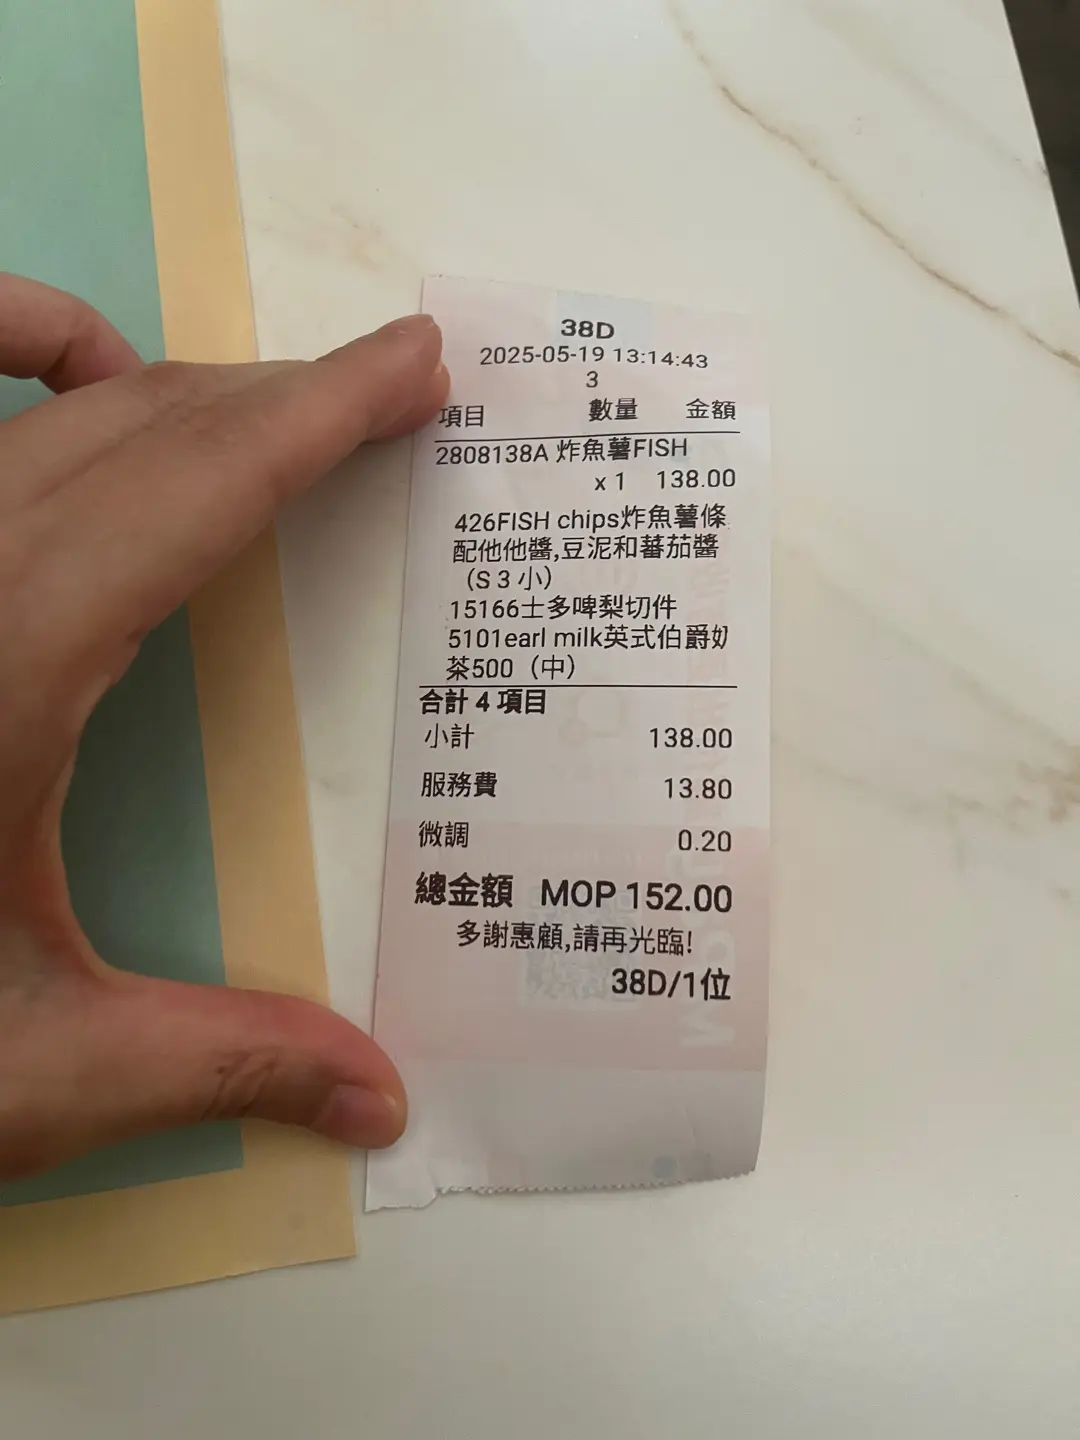 38D
2025-05-19 13:14:43
3
項目 數量 金額
2808138A 炸魚薯FISH
x 1 138.00
426FISH chips炸魚薯條
配他他醬,豆泥和蕃茄醬
（S 3 小）
15166士多啤梨切件
5101earl milk英式伯爵奶
茶500（中）
合計 4 項目
小計 138.00
服務費 13.80
微調 0.20
總金額 MOP 152.00
多謝惠顧,請再光臨!
38D/1位